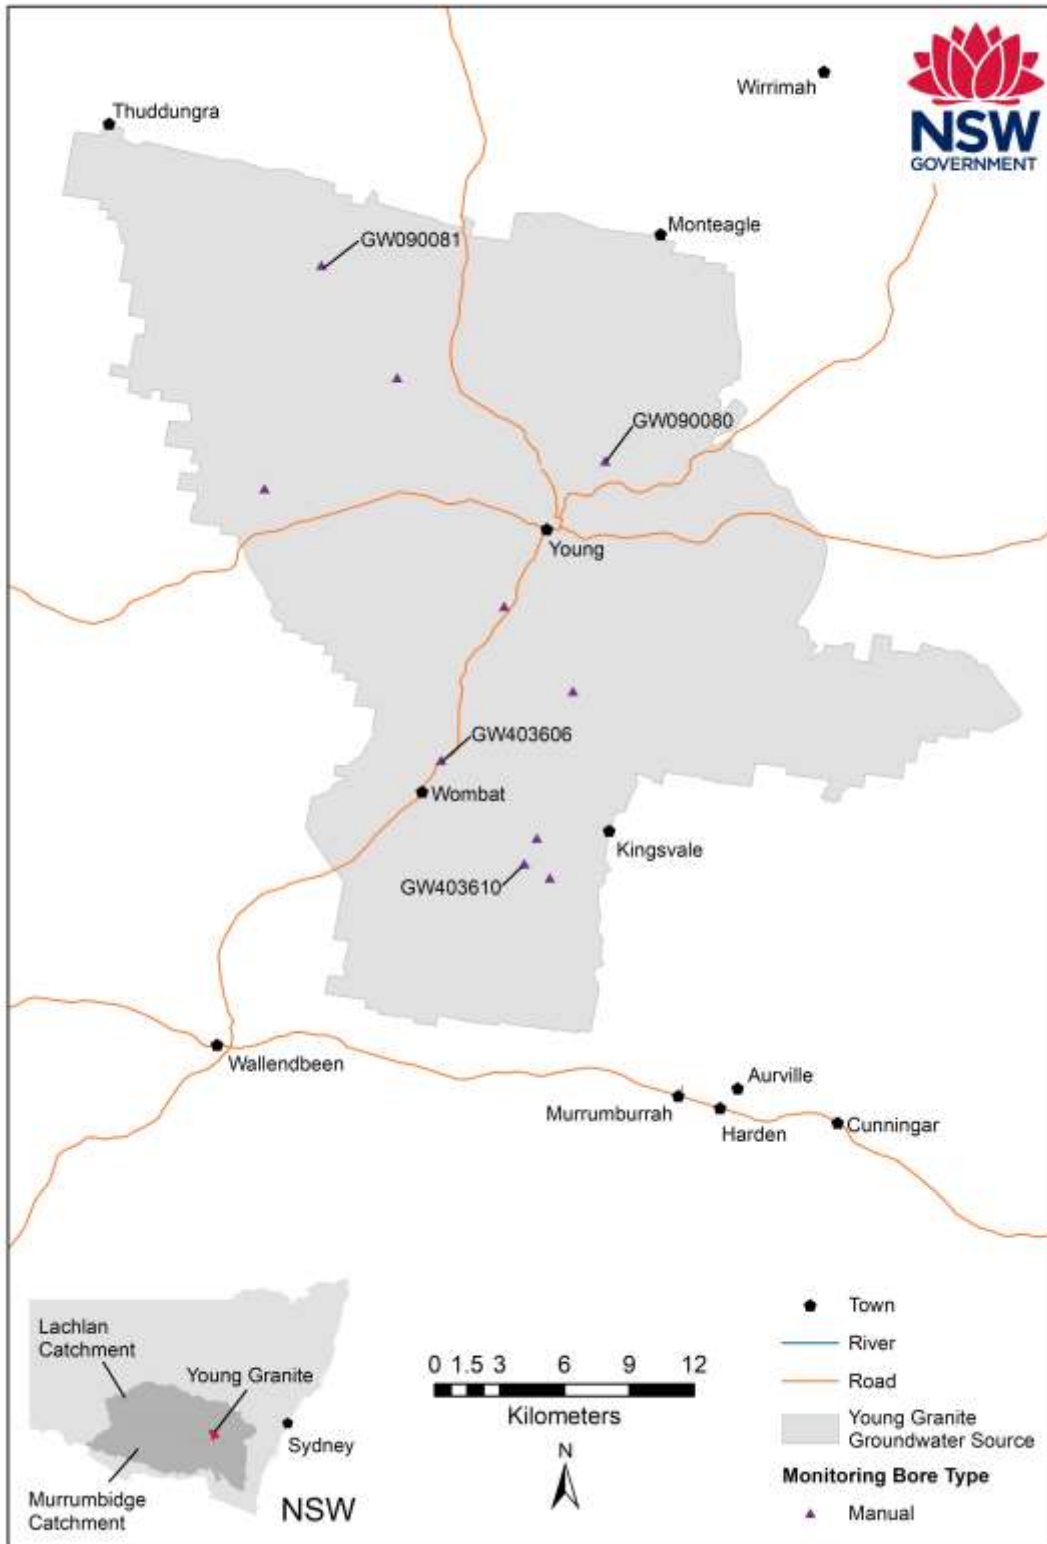 Wirrimah
Thuddungra
NSW
GOVERNMENT
Monteagle
GW090081
GW090080
Young
GW403606
Wombat
Kingsvale
GW403610
Wallendbeen
Aurville
Murrumburrah
Harden
Cunningar
Lachlan
Catchment
Young Granite
Sydney
Murrumbidge
Catchment
NSW
0 1.5 3 6 9 12
Kilometers
N
Town
River
Road
Young Granite
Groundwater Source
Monitoring Bore Type
Manual